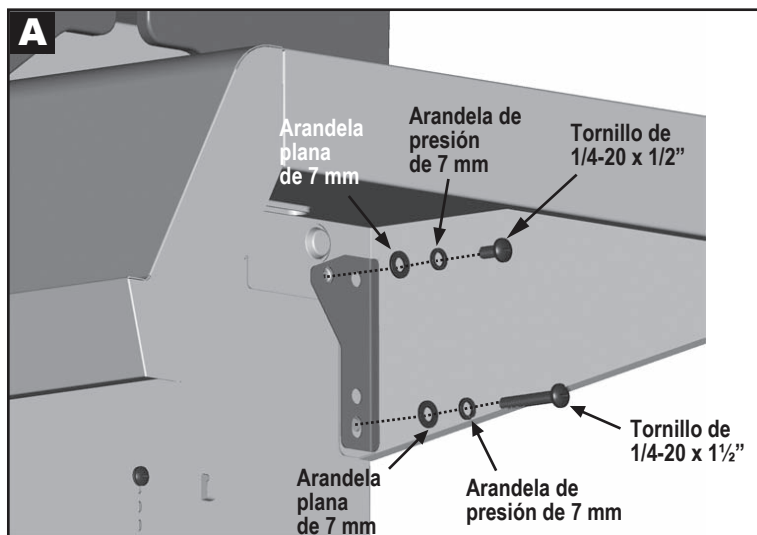 A
Arandela
plana
de 7 mm
Arandela de
presión
de 7 mm
Tornillo de
1/4-20 x 1/2”
Tornillo de
1/4-20 x 1½”
Arandela
plana
de 7 mm
Arandela de
presión de 7 mm